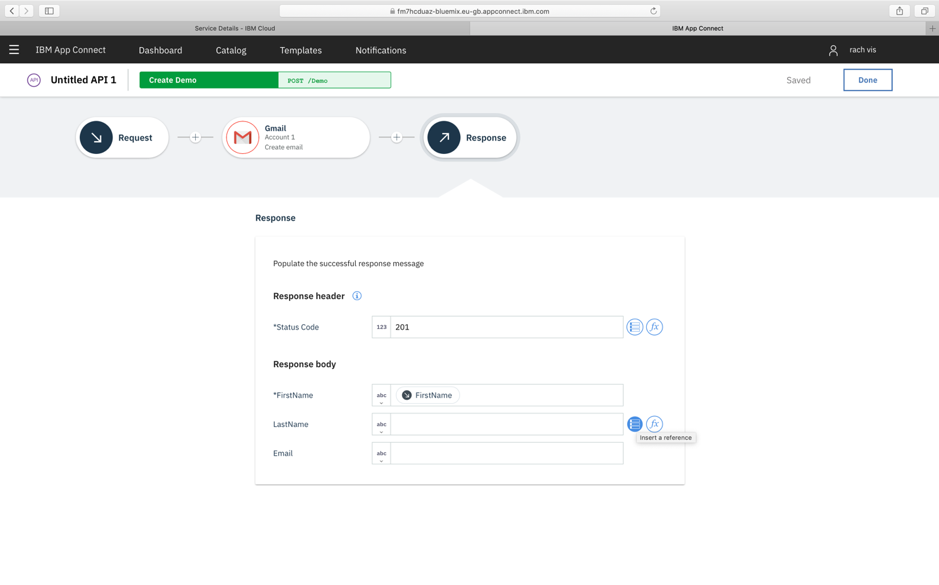 fm7hcduaz-bluemix.eu-gb.appconnect.ibm.com
Service Details - IBM Cloud
IBM App Connect
IBM App Connect
Dashboard
Catalog
Templates
Notifications
rach vis
API
Untitled API 1
Create Demo
POST /Demo
Saved
Done
Request
Gmail
Account 1
Create email
Response
Response
Populate the successful response message
Response header
*Status Code
123
201
fx
Response body
*FirstName
abc
FirstName
LastName
abc
fx
Insert a reference
Email
abc